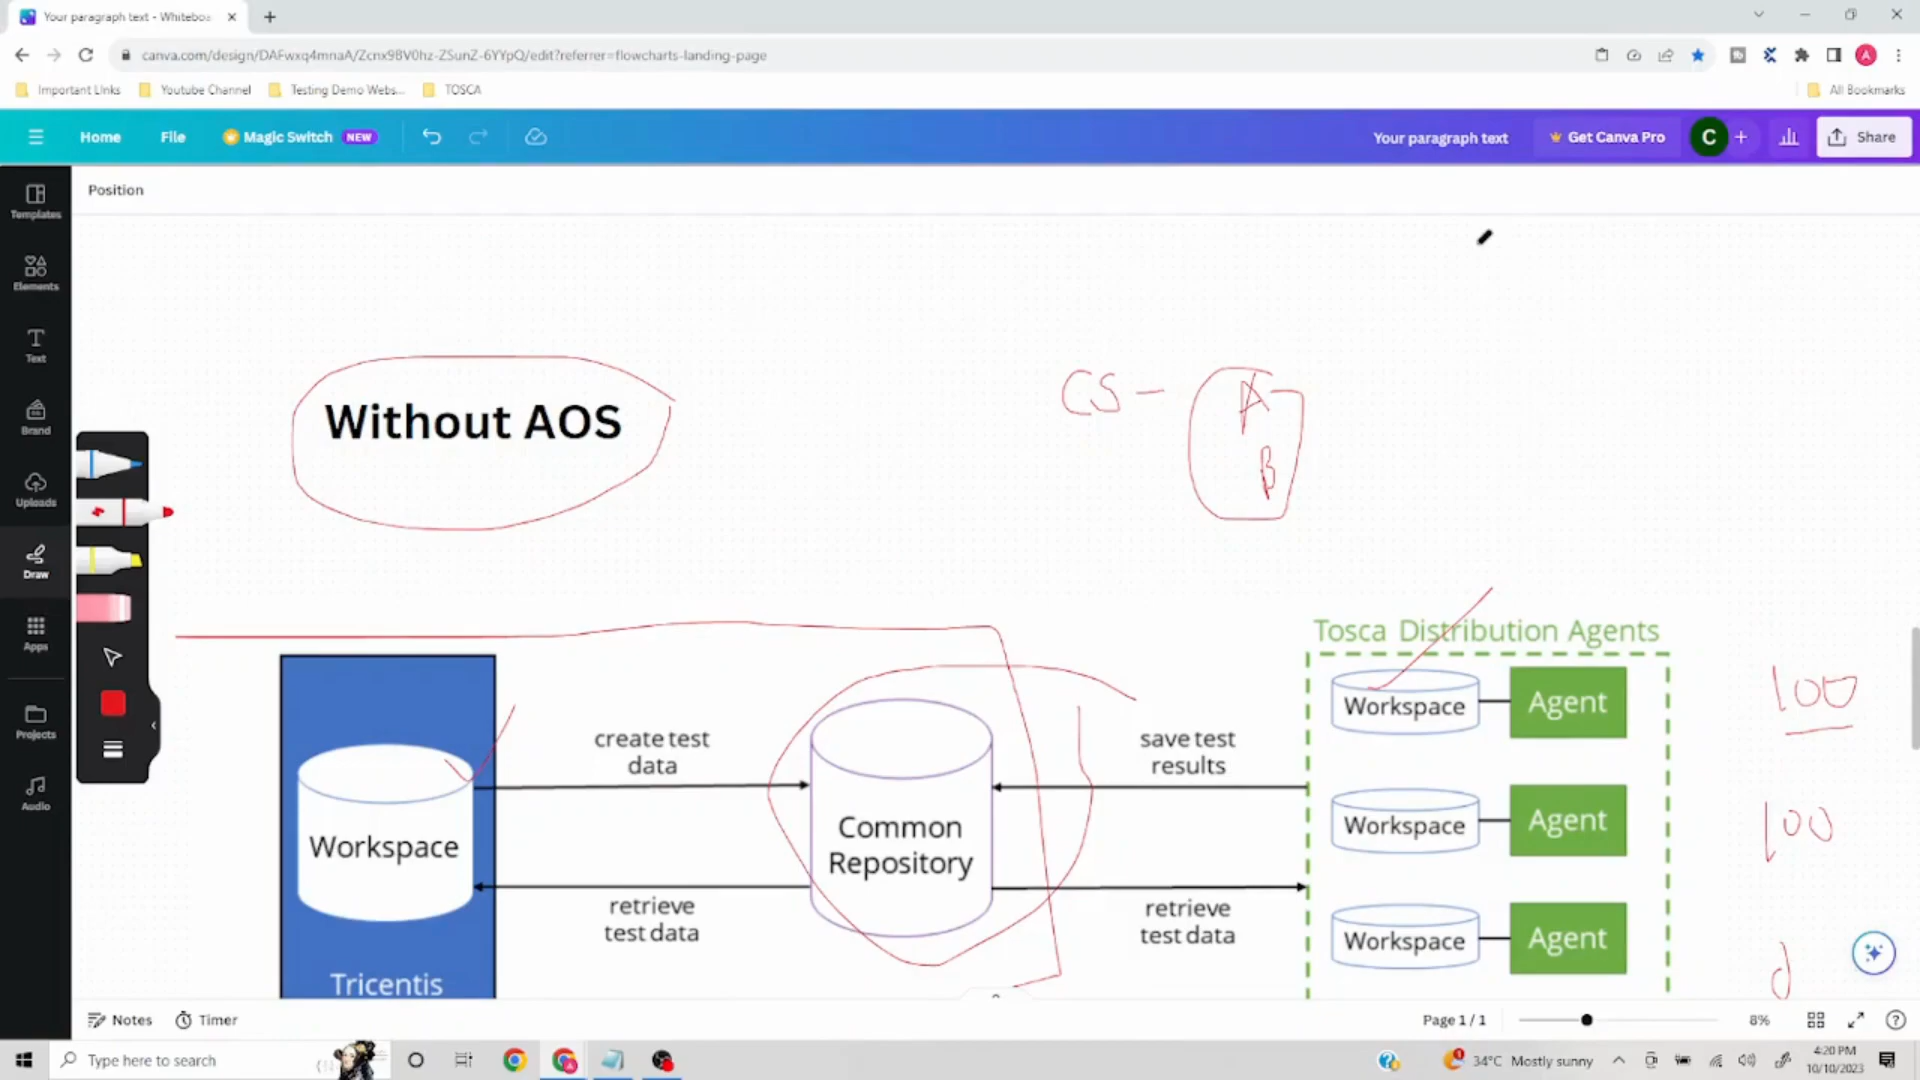 Your paragraph text - Whiteboa
canva.com/design/DAFwxq4mnaA/Zcnx9BV0hz-ZSunZ-6YYpQ/edit?referrer=flowcharts-landing-page
Important Links
Youtube Channel
Testing Demo Webs...
TOSCA
All Bookmarks
Home
File
Magic Switch NEW
Your paragraph text
Get Canva Pro
C
Share
Templates
Elements
Text
Brand
Uploads
Draw
Apps
Projects
Audio
Position
Without AOS
CS - A
B
Tosca Distribution Agents
Workspace
Agent
100
create test
data
save test
results
Workspace
Common
Repository
Workspace
Agent
100
retrieve
test data
retrieve
test data
Workspace
Agent
Tricentis
Notes
Timer
Page 1 / 1
8%
Type here to search
34°C Mostly sunny
4:20 PM
10/10/2023